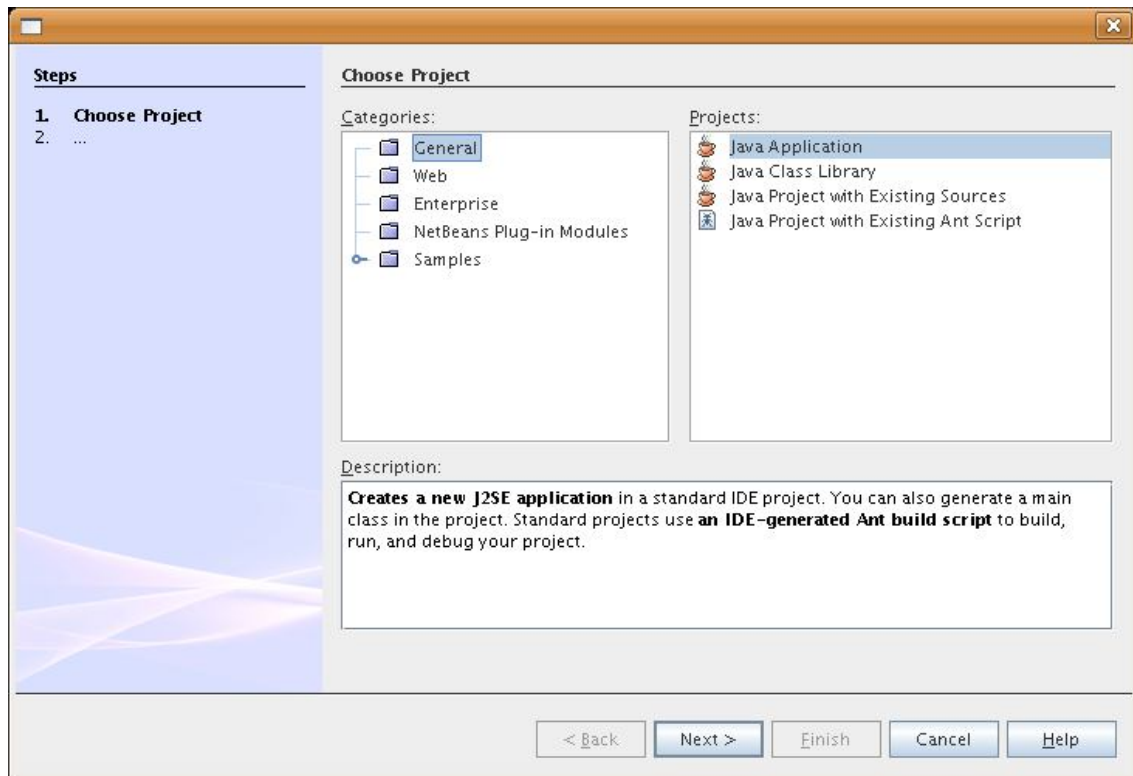 Steps
1. Choose Project
2. ...
Choose Project
Categories:
General
Web
Enterprise
NetBeans Plug-in Modules
Samples
Projects:
Java Application
Java Class Library
Java Project with Existing Sources
Java Project with Existing Ant Script
Description:
Creates a new J2SE application in a standard IDE project. You can also generate a main
class in the project. Standard projects use an IDE-generated Ant build script to build,
run, and debug your project.
< Back
Next >
Finish
Cancel
Help